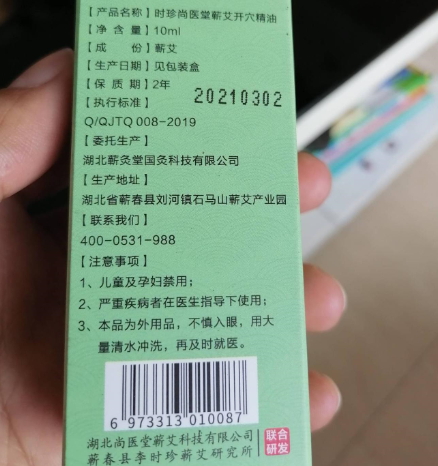 【产品名称】时珍尚医堂蕲艾开穴精油
【净 含 量】10ml
【成    份】蕲艾
【生产日期】见包装盒
【保 质 期】2年
20210302
【执行标准】
Q/QJTQ 008-2019
【委托生产】
湖北蕲灸堂国灸科技有限公司
【生产地址】
湖北省蕲春县刘河镇石马山蕲艾产业园
【联系我们】
400-0531-988
【注意事项】
1、儿童及孕妇禁用；
2、严重疾病者在医生指导下使用；
3、本品为外用品，不慎入眼，用大
量清水冲洗，再及时就医。
6 973313 010087
湖北尚医堂蕲艾科技有限公司
蕲春县李时珍蕲艾研究所
联合
研发